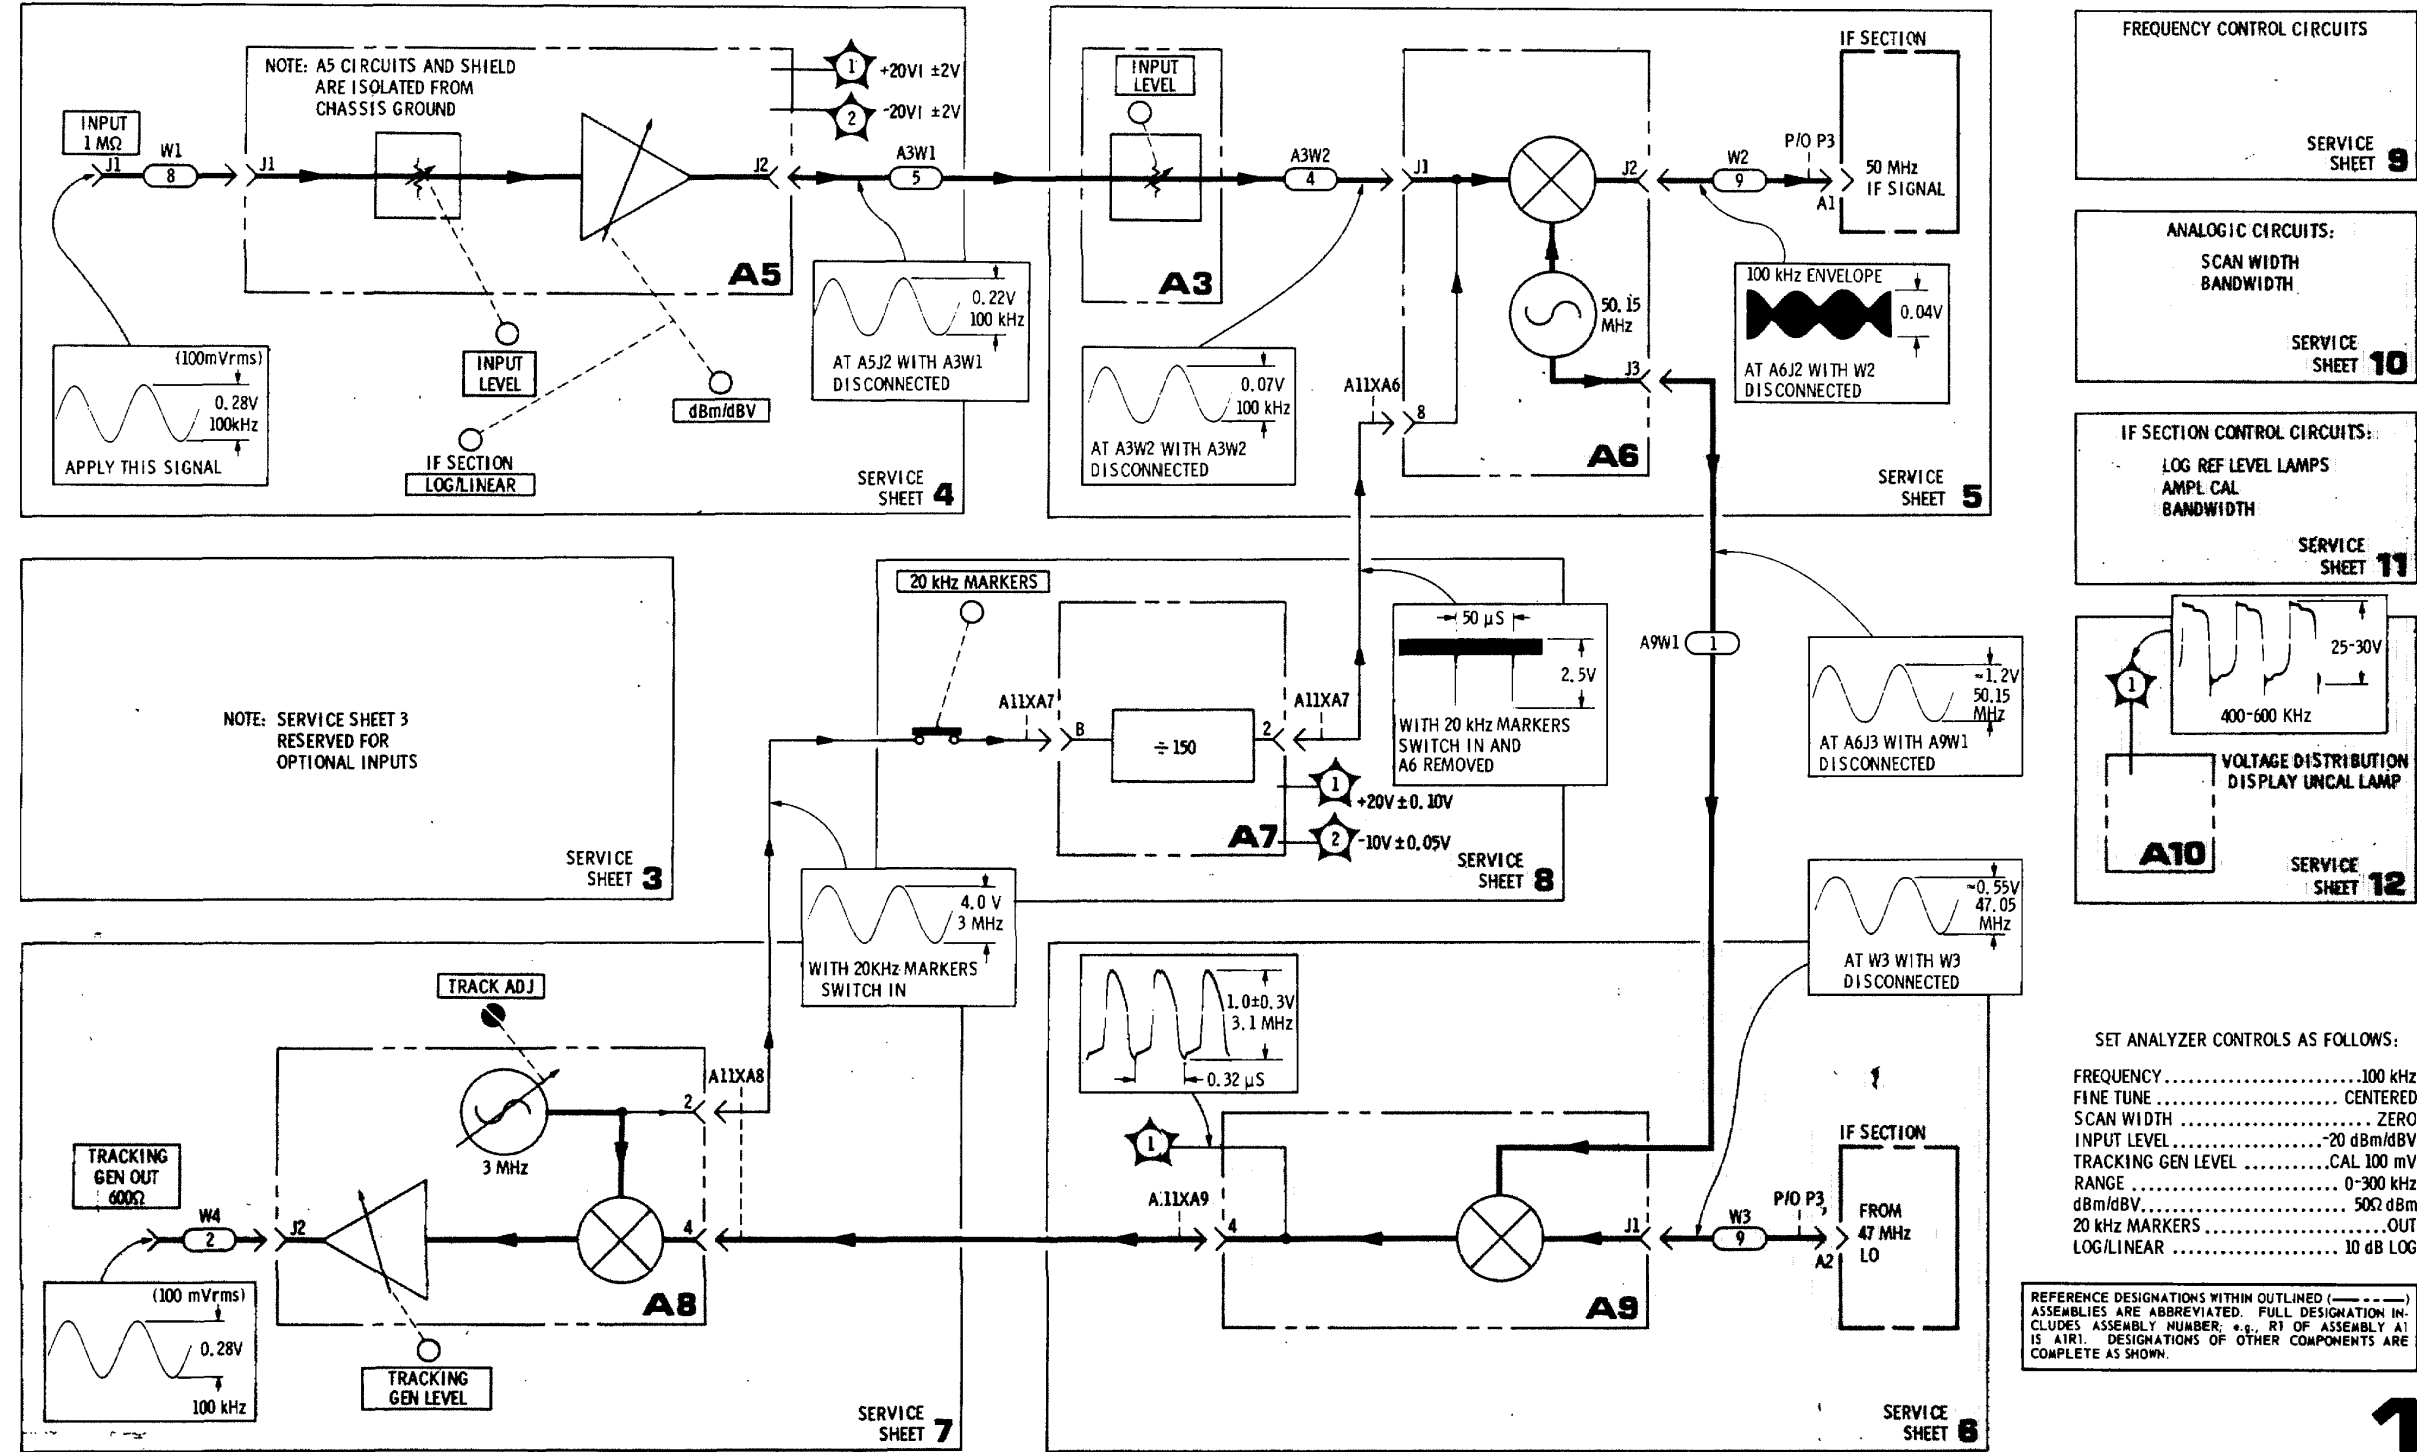 NOTE: A5 CIRCUITS AND SHIELD
ARE ISOLATED FROM
CHASSIS GROUND
1
+20VI ±2V
2
-20VI ±2V
INPUT
1 MΩ
J1
W1
8
J1
J2
A3W1
5
A5
INPUT
LEVEL
dBm/dBV
IF SECTION
LOG/LINEAR
(100mVrms)
0.28V
100kHz
APPLY THIS SIGNAL
0.22V
100 kHz
AT A5J2 WITH A3W1
DISCONNECTED
SERVICE
SHEET 4
INPUT
LEVEL
A3
A3W2
4
J1
J2
W2
9
P/O P3
A1
IF SECTION
50 MHz
IF SIGNAL
50.15
MHz
J3
A11XA6
8
A6
0.07V
100 kHz
AT A3W2 WITH A3W2
DISCONNECTED
100 kHz ENVELOPE
0.04V
AT A6J2 WITH W2
DISCONNECTED
SERVICE
SHEET 5
FREQUENCY CONTROL CIRCUITS
SERVICE
SHEET 9
ANALOGIC CIRCUITS:
SCAN WIDTH
BANDWIDTH
SERVICE
SHEET 10
IF SECTION CONTROL CIRCUITS:
LOG REF LEVEL LAMPS
AMPL CAL
BANDWIDTH
SERVICE
SHEET 11
25-30V
400-600 KHz
1
VOLTAGE DISTRIBUTION
DISPLAY UNCAL LAMP
A10
SERVICE
SHEET 12
NOTE: SERVICE SHEET 3
RESERVED FOR
OPTIONAL INPUTS
SERVICE
SHEET 3
20 kHz MARKERS
A11XA7
B
÷ 150
2
A11XA7
1
+20V±0.10V
2
-10V±0.05V
A7
50 µS
2.5V
WITH 20 kHz MARKERS
SWITCH IN AND
A6 REMOVED
SERVICE
SHEET 8
A9W1
1
≈1.2V
50.15
MHz
AT A6J3 WITH A9W1
DISCONNECTED
4.0 V
3 MHz
WITH 20KHz MARKERS
SWITCH IN
≈0.55V
47.05
MHz
AT W3 WITH W3
DISCONNECTED
TRACK ADJ
3 MHz
2
A11XA8
TRACKING
GEN OUT
600Ω
W4
2
J2
4
A8
(100 mVrms)
0.28V
100 kHz
TRACKING
GEN LEVEL
SERVICE
SHEET 7
1.0±0.3V
3.1 MHz
0.32 µS
1
A11XA9
4
J1
W3
9
P/O P3
A2
IF SECTION
FROM
47 MHz
LO
A9
SERVICE
SHEET 6
SET ANALYZER CONTROLS AS FOLLOWS:
FREQUENCY........................100 kHz
FINE TUNE ..................... CENTERED
SCAN WIDTH ........................ ZERO
INPUT LEVEL..................-20 dBm/dBV
TRACKING GEN LEVEL ..........CAL 100 mV
RANGE ......................... 0-300 kHz
dBm/dBV....................... 50Ω dBm
20 kHz MARKERS .....................OUT
LOG/LINEAR .................... 10 dB LOG
REFERENCE DESIGNATIONS WITHIN OUTLINED (—--—)
ASSEMBLIES ARE ABBREVIATED. FULL DESIGNATION IN-
CLUDES ASSEMBLY NUMBER; e.g., R1 OF ASSEMBLY A1
IS A1R1. DESIGNATIONS OF OTHER COMPONENTS ARE
COMPLETE AS SHOWN.
1